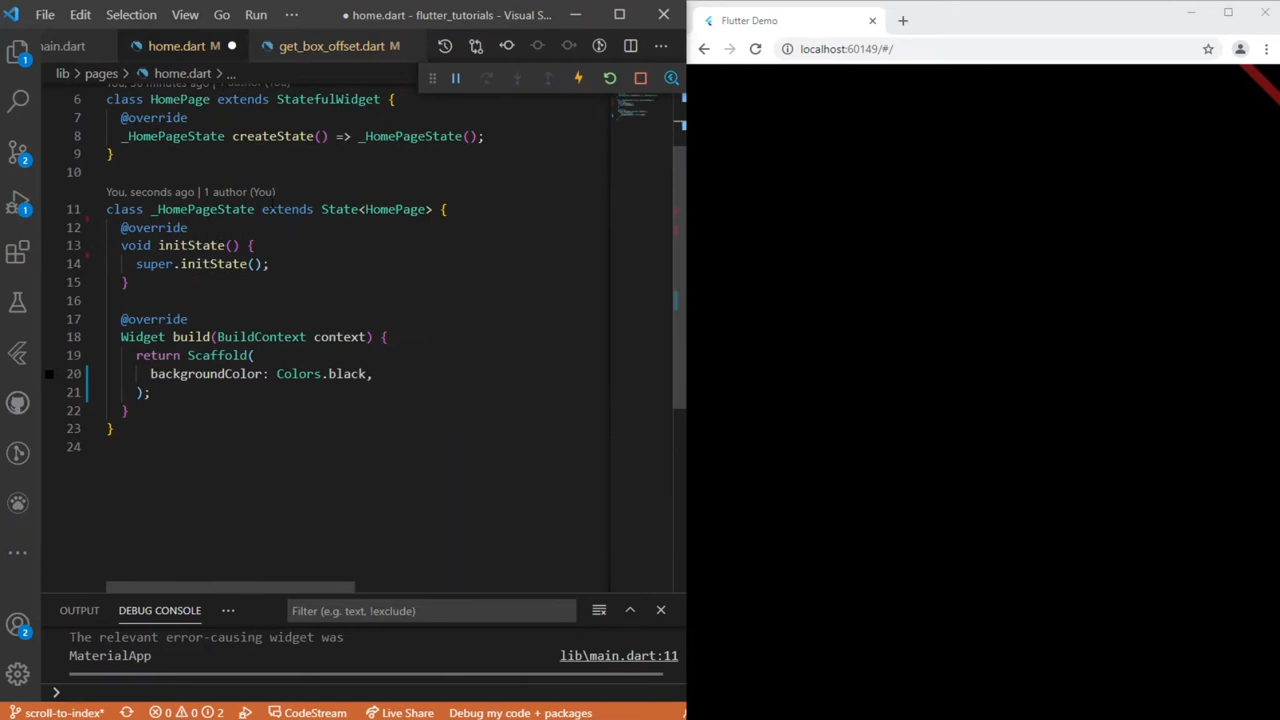 File Edit Selection View Go Run ··· ● home.dart - flutter_tutorials - Visual S...
main.dart home.dart M ● get_box_offset.dart M
lib > pages > home.dart > ...
6 class HomePage extends StatefulWidget {
7 @override
8 _HomePageState createState() => _HomePageState();
9 }
10
You, seconds ago | 1 author (You)
11 class _HomePageState extends State<HomePage> {
12 @override
13 void initState() {
14 super.initState();
15 }
16
17 @override
18 Widget build(BuildContext context) {
19 return Scaffold(
20 backgroundColor: Colors.black,
21 );
22 }
23 }
24
OUTPUT DEBUG CONSOLE ··· Filter (e.g. text, !exclude)
The relevant error-causing widget was
MaterialApp lib\main.dart:11
>
scroll-to-index* 0 0 2 CodeStream Live Share Debug my code + packages
1
2
1
2
Flutter Demo
localhost:60149/#/